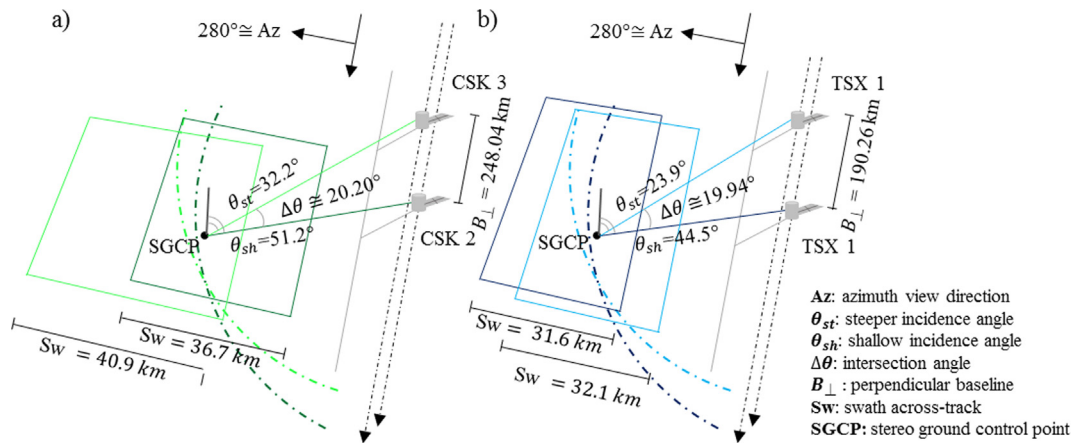 a)
280°≅ Az
CSK 3
θst=32.2°
Δθ ≅ 20.20°
B⊥ = 248.04 km
SGCP
θsh=51.2°
CSK 2
Sw = 36.7 km
Sw = 40.9 km
b)
280°≅ Az
TSX 1
θst=23.9°
Δθ ≅19.94°
B⊥ = 190.26 km
SGCP
θsh=44.5°
TSX 1
Sw = 31.6 km
Sw = 32.1 km
Az: azimuth view direction
θst: steeper incidence angle
θsh: shallow incidence angle
Δθ: intersection angle
B⊥ : perpendicular baseline
Sw: swath across-track
SGCP: stereo ground control point